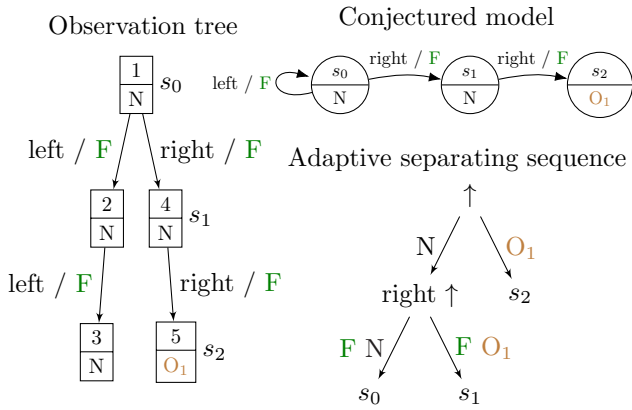 Observation tree
1
N
s0
left / F
right / F
2
N
4
N
s1
left / F
right / F
3
N
5
O1
s2
Conjectured model
left / F
s0
N
right / F
s1
N
right / F
s2
O1
Adaptive separating sequence
↑
N
O1
right ↑
s2
F N
F O1
s0
s1